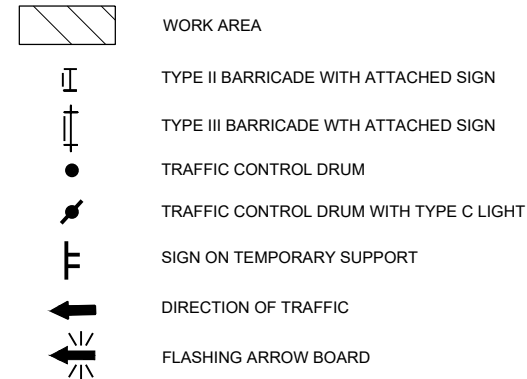 WORK AREA
TYPE II BARRICADE WITH ATTACHED SIGN
TYPE III BARRICADE WTH ATTACHED SIGN
TRAFFIC CONTROL DRUM
TRAFFIC CONTROL DRUM WITH TYPE C LIGHT
SIGN ON TEMPORARY SUPPORT
DIRECTION OF TRAFFIC
FLASHING ARROW BOARD